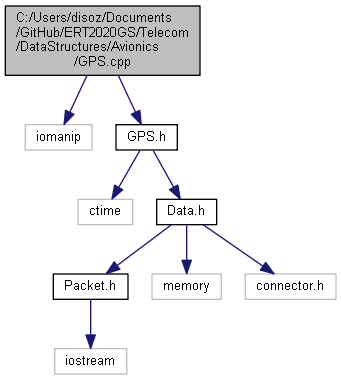 C:/Users/disoz/Documents
/GitHub/ERT2020GS/Telecom
/DataStructures/Avionics
/GPS.cpp
iomanip
GPS.h
ctime
Data.h
Packet.h
memory
connector.h
iostream